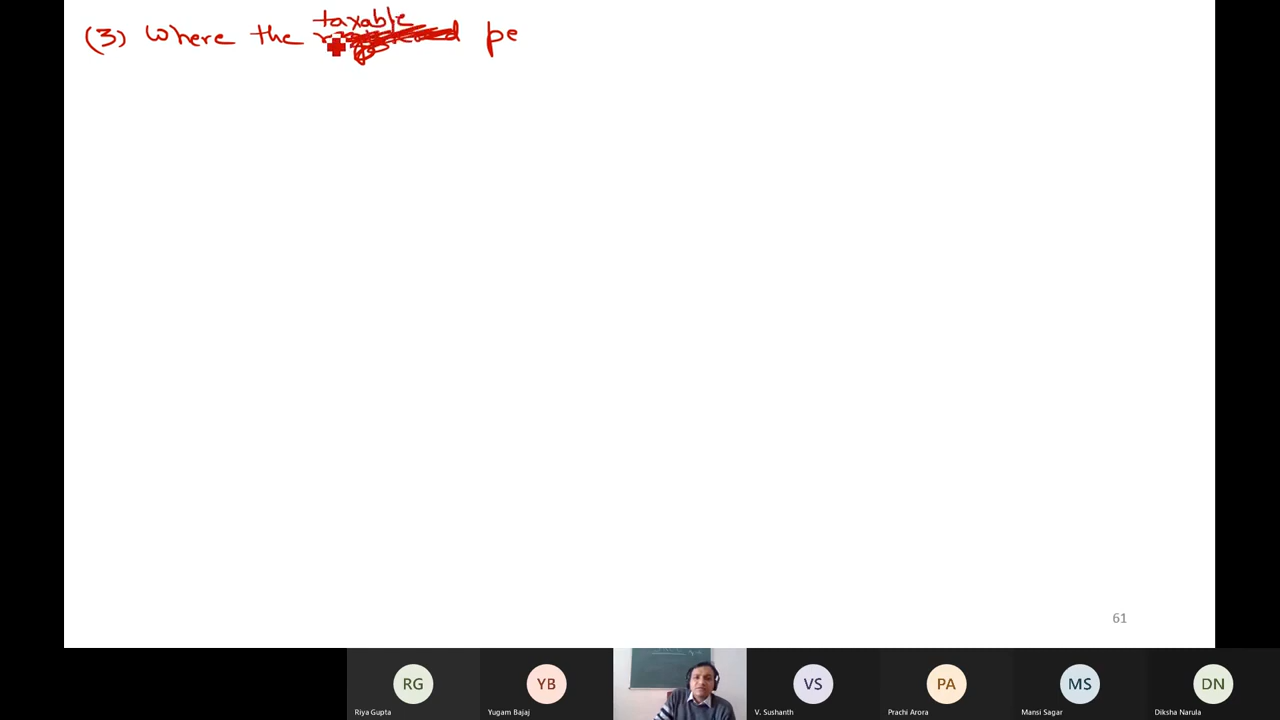 taxable
(3) Where the pe
61
RG YB VS PA MS DN
Riya Gupta Yugam Bajaj V. Sushanth Prachi Arora Mansi Sagar Diksha Narula